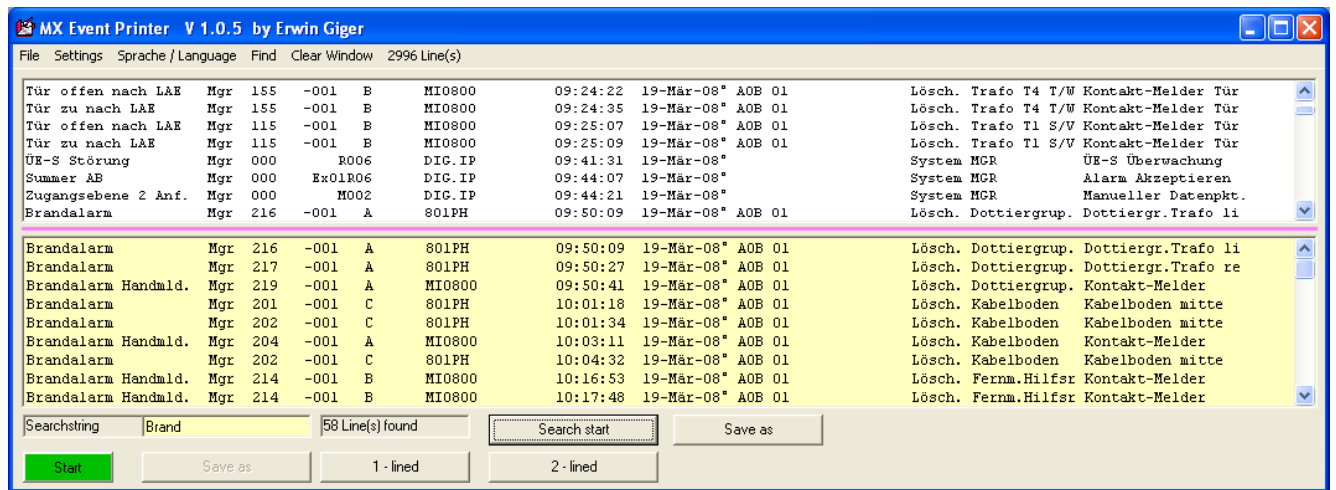 MX Event Printer V 1.0.5 by Erwin Giger
File Settings Sprache / Language Find Clear Window 2996 Line(s)
Tür offen nach LAE Mgr 155 -001 B MI0800 09:24:22 19-Mär-08" AOB 01 Lösch. Trafo T4 T/W Kontakt-Melder Tür
Tür zu nach LAE Mgr 155 -001 B MI0800 09:24:35 19-Mär-08" AOB 01 Lösch. Trafo T4 T/W Kontakt-Melder Tür
Tür offen nach LAE Mgr 115 -001 B MI0800 09:25:07 19-Mär-08" AOB 01 Lösch. Trafo T1 S/V Kontakt-Melder Tür
Tür zu nach LAE Mgr 115 -001 B MI0800 09:25:09 19-Mär-08" AOB 01 Lösch. Trafo T1 S/V Kontakt-Melder Tür
ÜE-S Störung Mgr 000 R006 DIG.IP 09:41:31 19-Mär-08" System MGR ÜE-S Überwachung
Summer AB Mgr 000 Ex01R06 DIG.IP 09:44:07 19-Mär-08" System MGR Alarm Akzeptieren
Zugangsebene 2 Anf. Mgr 000 M002 DIG.IP 09:44:21 19-Mär-08" System MGR Manueller Datenpkt.
Brandalarm Mgr 216 -001 A 801PH 09:50:09 19-Mär-08" AOB 01 Lösch. Dottiergrup. Dottiergr.Trafo li
Brandalarm Mgr 216 -001 A 801PH 09:50:09 19-Mär-08" AOB 01 Lösch. Dottiergrup. Dottiergr.Trafo li
Brandalarm Mgr 217 -001 A 801PH 09:50:27 19-Mär-08" AOB 01 Lösch. Dottiergrup. Dottiergr.Trafo re
Brandalarm Handmld. Mgr 219 -001 A MI0800 09:50:41 19-Mär-08" AOB 01 Lösch. Dottiergrup. Kontakt-Melder
Brandalarm Mgr 201 -001 C 801PH 10:01:18 19-Mär-08" AOB 01 Lösch. Kabelboden Kabelboden mitte
Brandalarm Mgr 202 -001 C 801PH 10:01:34 19-Mär-08" AOB 01 Lösch. Kabelboden Kabelboden mitte
Brandalarm Handmld. Mgr 204 -001 A MI0800 10:03:11 19-Mär-08" AOB 01 Lösch. Kabelboden Kontakt-Melder
Brandalarm Mgr 202 -001 C 801PH 10:04:32 19-Mär-08" AOB 01 Lösch. Kabelboden Kabelboden mitte
Brandalarm Handmld. Mgr 214 -001 B MI0800 10:16:53 19-Mär-08" AOB 01 Lösch. Fernm.Hilfsr Kontakt-Melder
Brandalarm Handmld. Mgr 214 -001 B MI0800 10:17:48 19-Mär-08" AOB 01 Lösch. Fernm.Hilfsr Kontakt-Melder
Searchstring Brand 58 Line(s) found Search start Save as
Start Save as 1 - lined 2 - lined